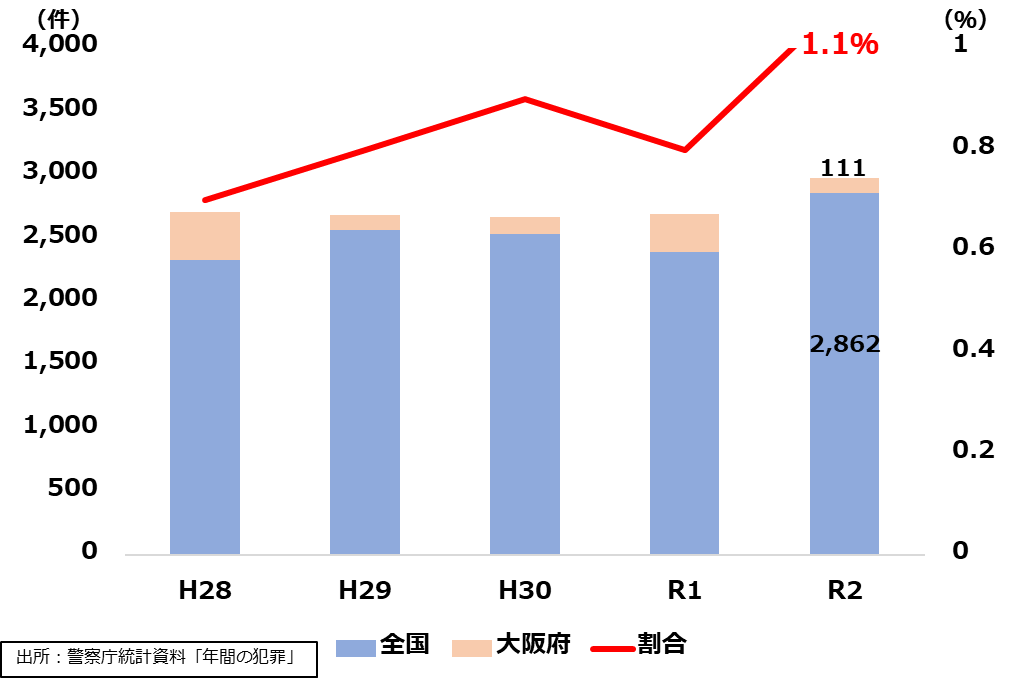 （件）
（%）
4,000
3,500
3,000
2,500
2,000
1,500
1,000
500
0
1
0.8
0.6
0.4
0.2
0
1.1%
111
2,862
H28
H29
H30
R1
R2
全国
大阪府
割合
出所：警察庁統計資料「年間の犯罪」